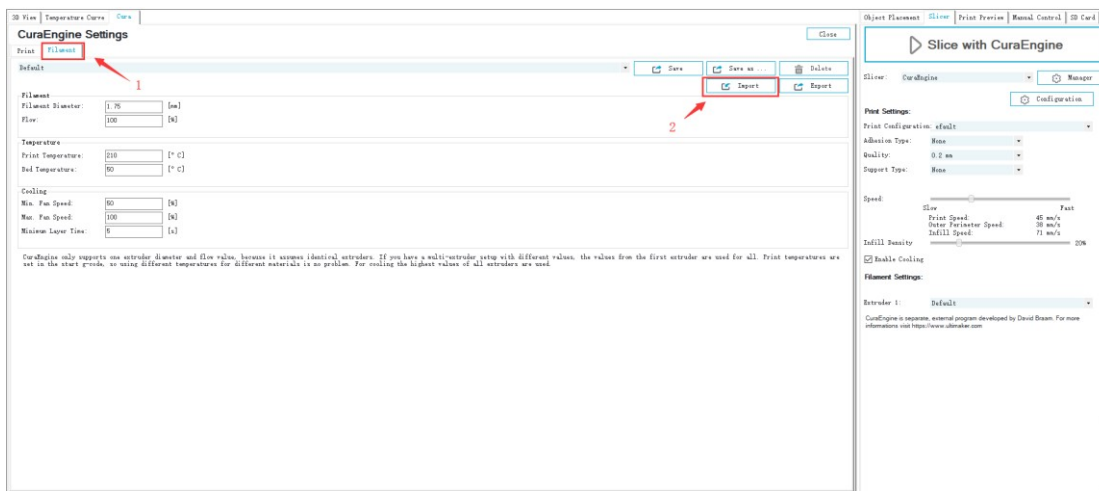 3D View Temperature Curve Cura
CuraEngine Settings
Close
Print Filament
1
Default
Save Save as ... Delete
2
Import Export
Filament
Filament Diameter: 1.75 [mm]
Flow: 100 [%]
Temperature
Print Temperature: 210 [° C]
Bed Temperature: 50 [° C]
Cooling
Min. Fan Speed: 50 [%]
Max. Fan Speed: 100 [%]
Minimum Layer Time: 5 [s]
CuraEngine only supports one extruder diameter and flow value, because it assumes identical extruders. If you have a multi-extruder setup with different values, the values from the first extruder are used for all. Print temperatures are
set in the start g-code, so using different temperatures for different materials is no problem. For cooling the highest values of all extruders are used.
Object Placement Slicer Print Preview Manual Control SD Card
Slice with CuraEngine
Slicer: CuraEngine Manager
Configuration
Print Settings:
Print Configuration: efault
Adhesion Type: None
Quality: 0.2 mm
Support Type: None
Speed:
Slow Fast
Print Speed: 45 mm/s
Outer Perimeter Speed: 38 mm/s
Infill Speed: 71 mm/s
Infill Density 20%
Enable Cooling
Filament Settings:
Extruder 1: Default
CuraEngine is separate, external program developed by David Braam. For more
informations visit https://www.ultimaker.com